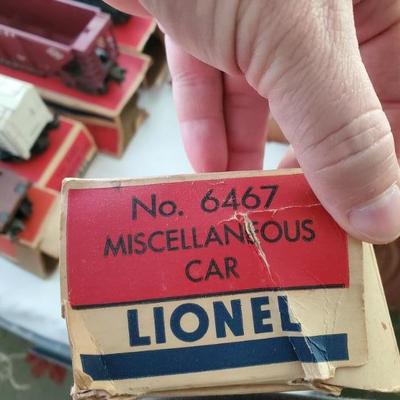 No. 6467
MISCELLANEOUS
CAR
LIONEL